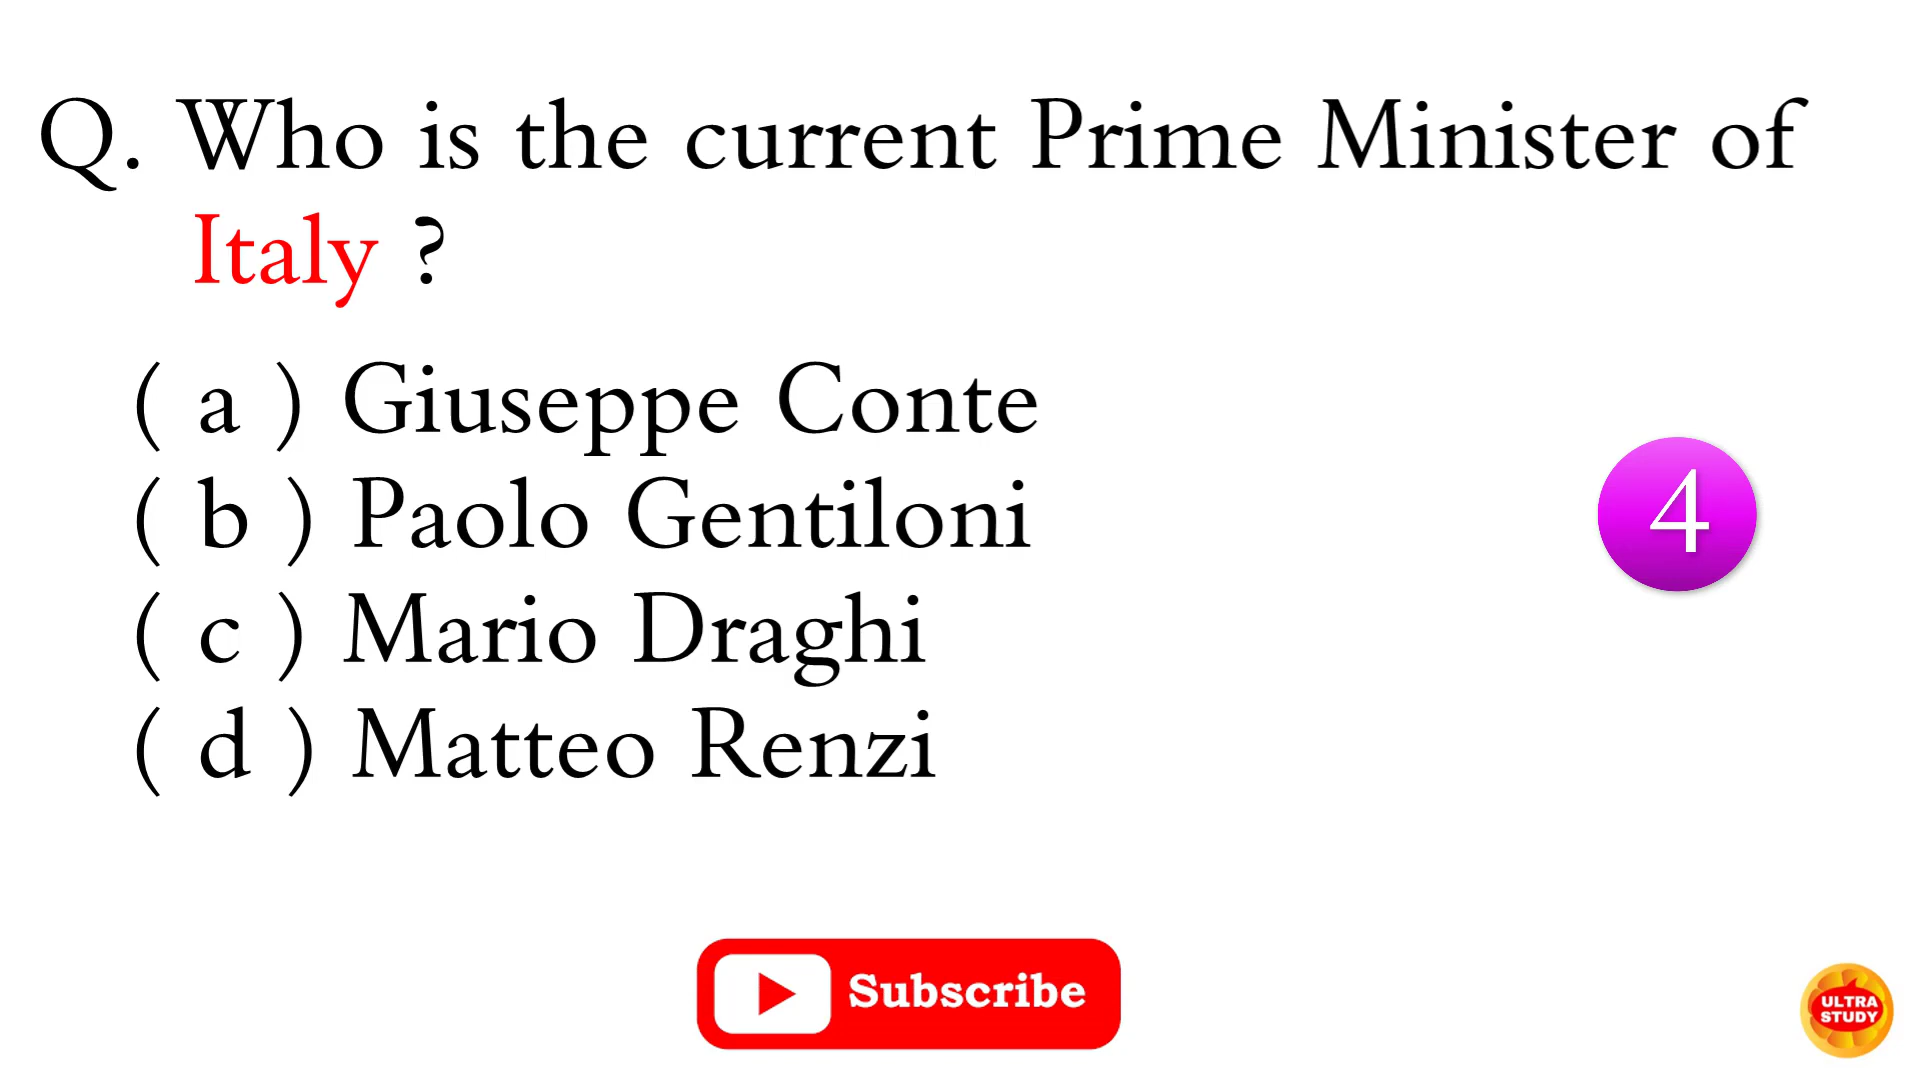 Q. Who is the current Prime Minister of
Italy ?
( a ) Giuseppe Conte
( b ) Paolo Gentiloni
( c ) Mario Draghi
( d ) Matteo Renzi
4
Subscribe
ULTRA
STUDY